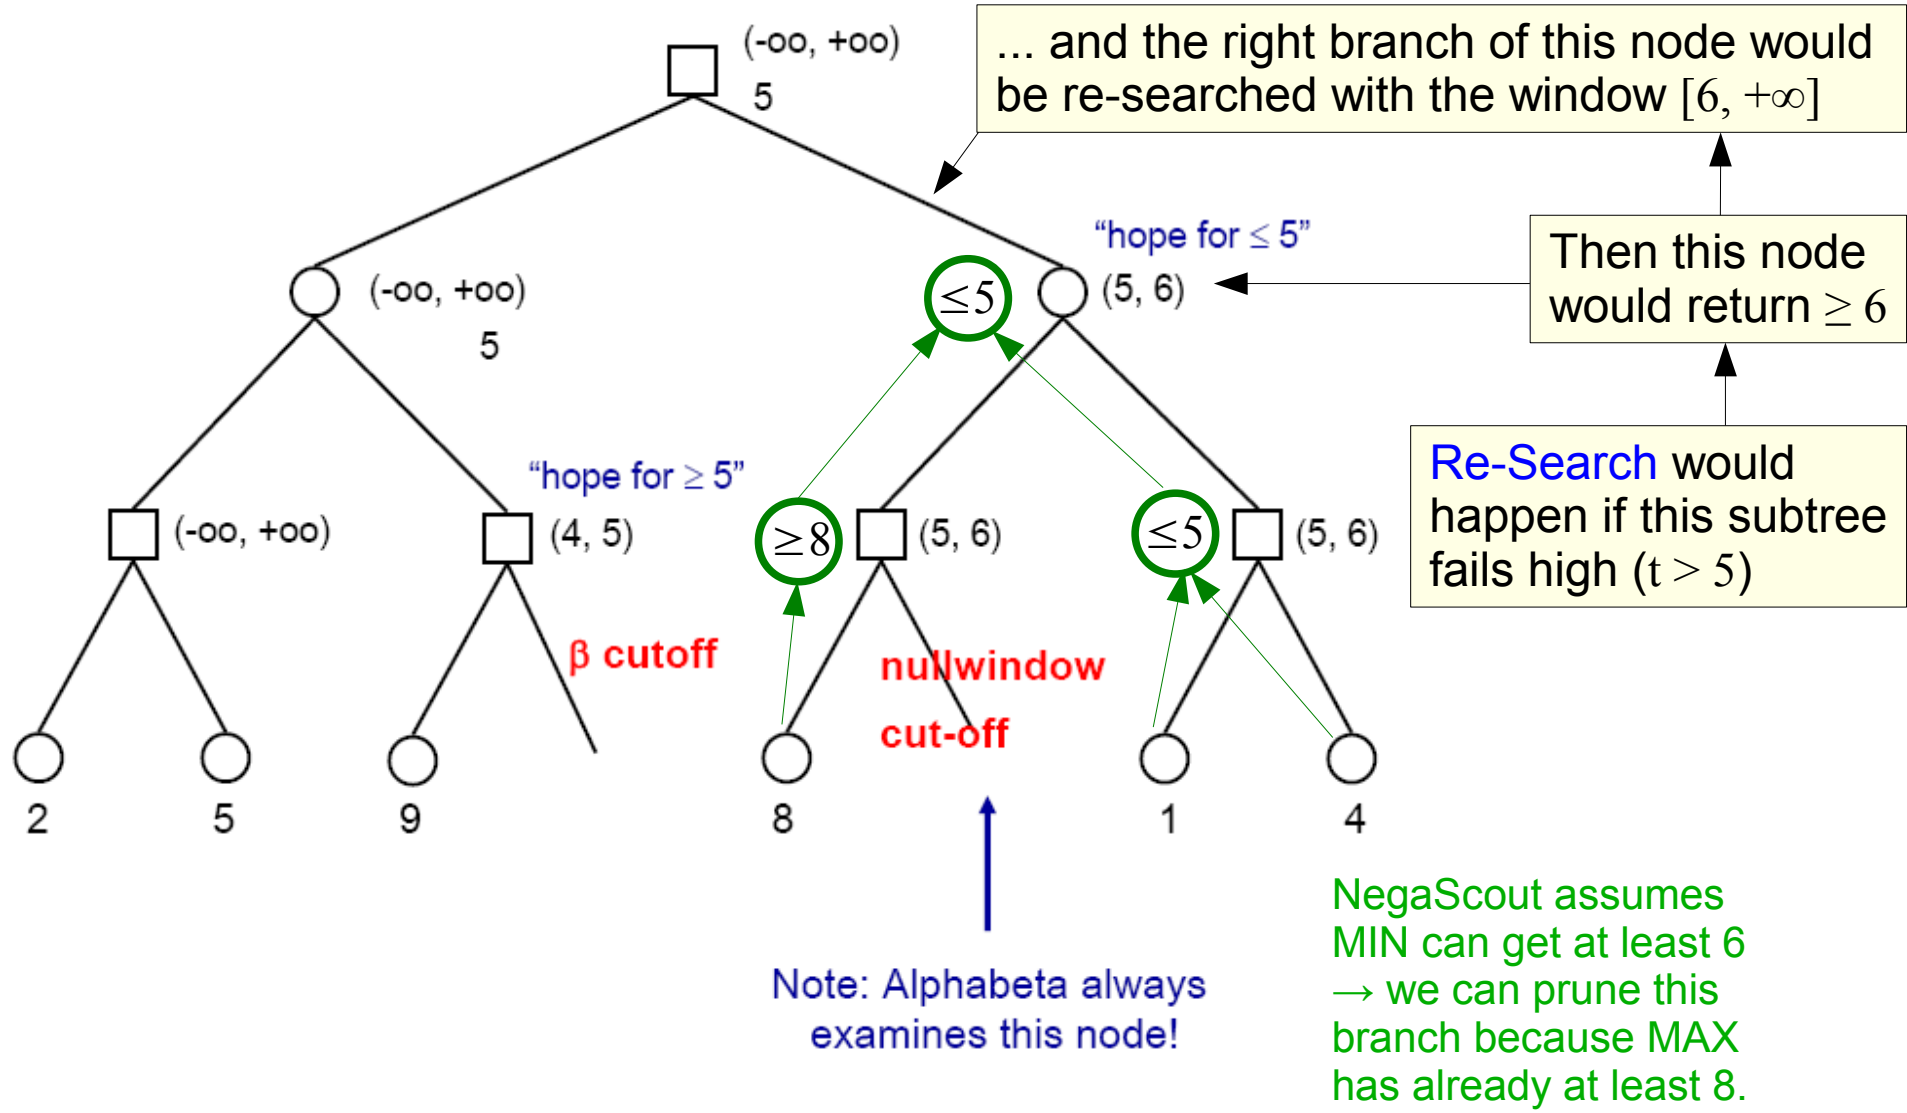 (-oo, +oo)
5
... and the right branch of this node would
be re-searched with the window [6, +∞]
"hope for ≤ 5"
(-oo, +oo)
5
≤5
(5, 6)
Then this node
would return ≥ 6
"hope for ≥ 5"
(-oo, +oo)
(4, 5)
≥8
(5, 6)
≤5
(5, 6)
Re-Search would
happen if this subtree
fails high (t > 5)
β cutoff
nullwindow
cut-off
2
5
9
8
1
4
Note: Alphabeta always
examines this node!
NegaScout assumes
MIN can get at least 6
→ we can prune this
branch because MAX
has already at least 8.